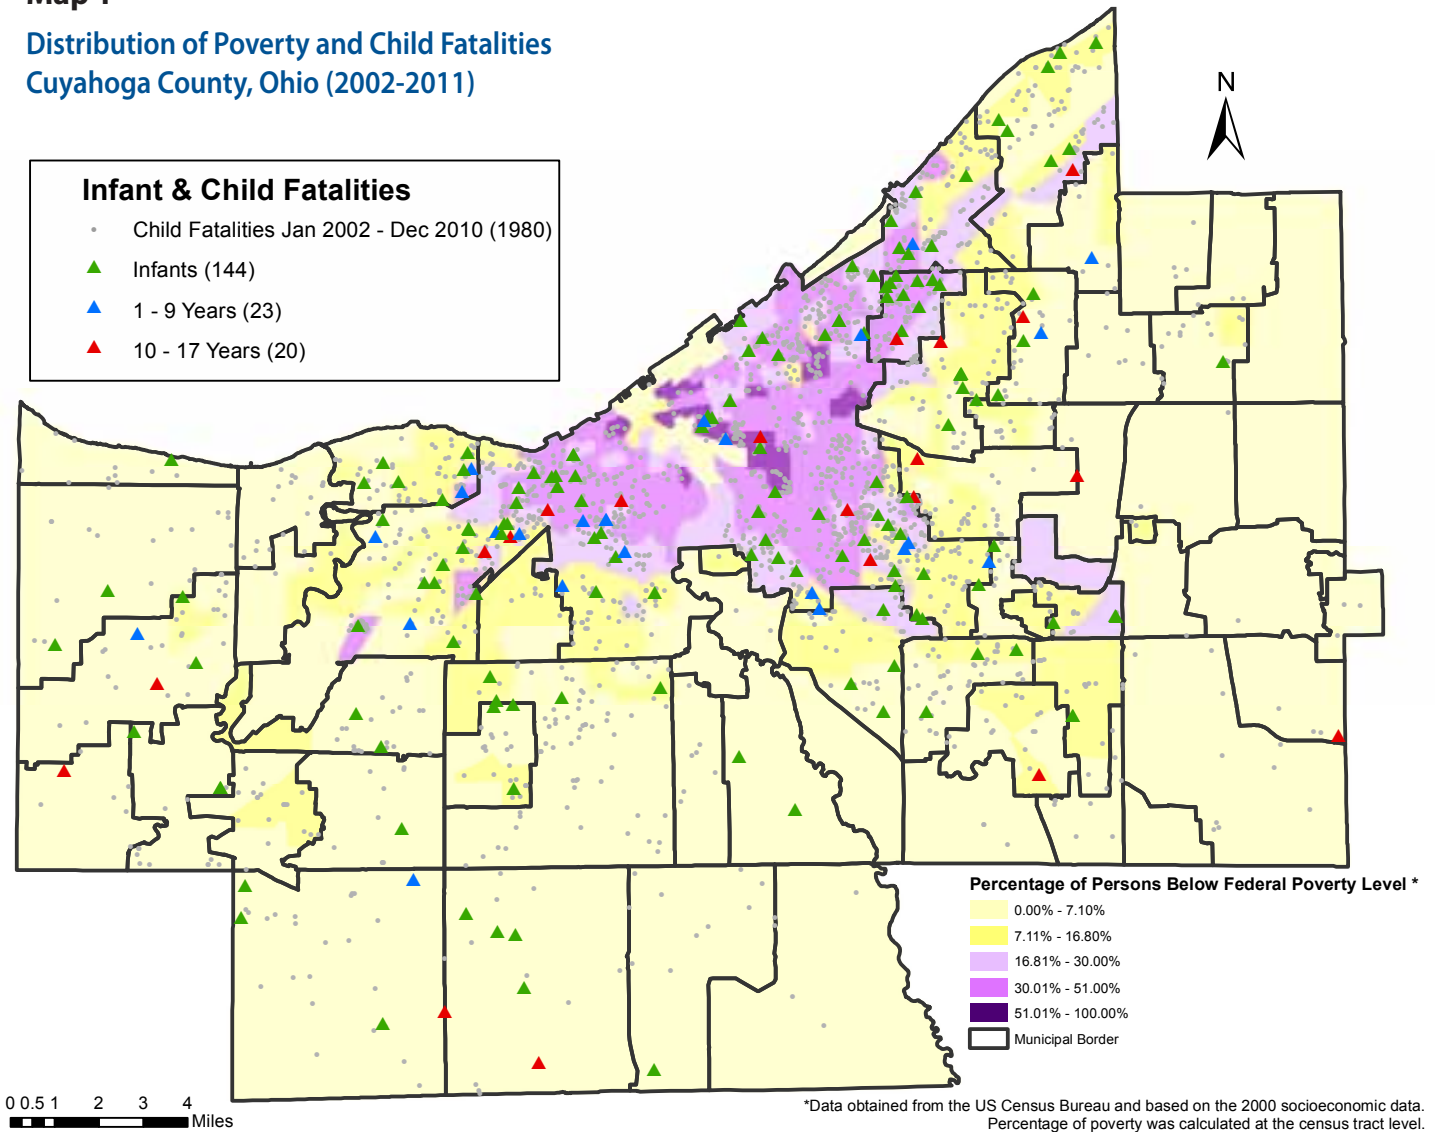 Distribution of Poverty and Child Fatalities
Cuyahoga County, Ohio (2002-2011)
N
Infant & Child Fatalities
Child Fatalities Jan 2002 - Dec 2010 (1980)
Infants (144)
1 - 9 Years (23)
10 - 17 Years (20)
Percentage of Persons Below Federal Poverty Level *
0.00% - 7.10%
7.11% - 16.80%
16.81% - 30.00%
30.01% - 51.00%
51.01% - 100.00%
Municipal Border
0 0.5 1 2 3 4
Miles
*Data obtained from the US Census Bureau and based on the 2000 socioeconomic data.
Percentage of poverty was calculated at the census tract level.